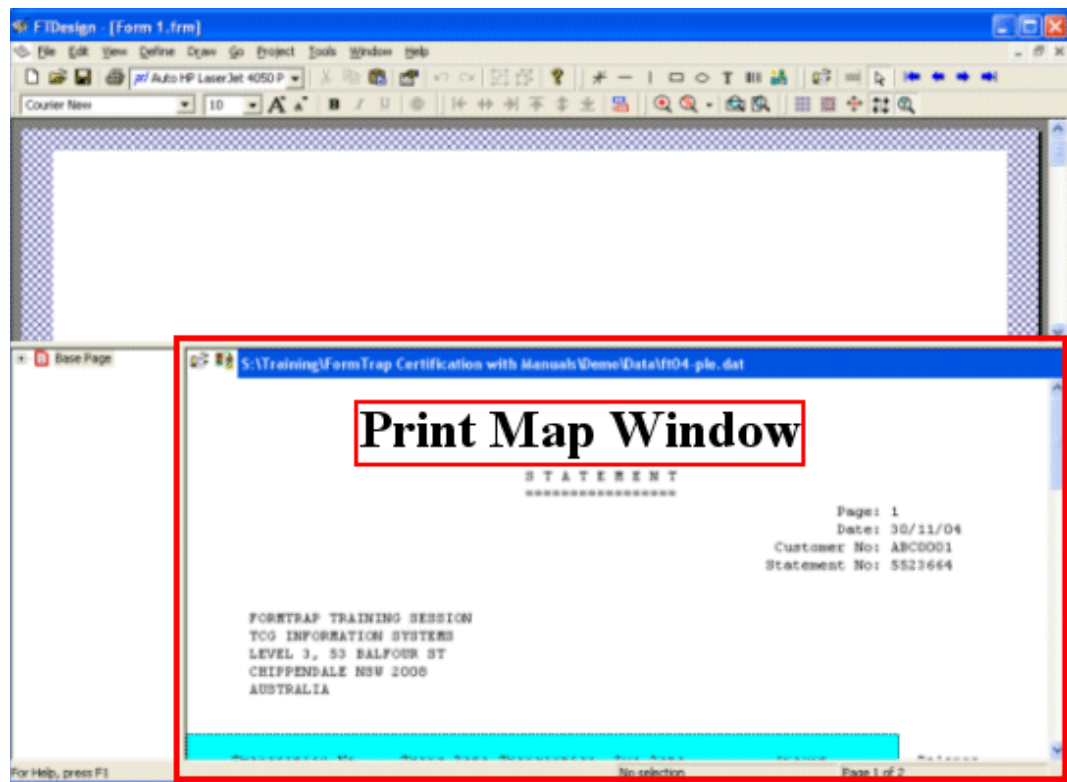 FTDesign - [Form 1.frm]
File Edit View Define Draw Go Project Tools Window Help
Auto HP LaserJet 4050 P
Courier New 10
Base Page
S:\Training\FormTrap Certification with Manuals\Demo\Data\ft04-ple.dat
Print Map Window
S T A T E M E N T
==================
Page: 1
Date: 30/11/04
Customer No: ABC0001
Statement No: 5523664
FORMTRAP TRAINING SESSION
TCG INFORMATION SYSTEMS
LEVEL 3, 53 BALFOUR ST
CHIPPENDALE NSW 2008
AUSTRALIA
For Help, press F1
No selection
Page 1 of 2